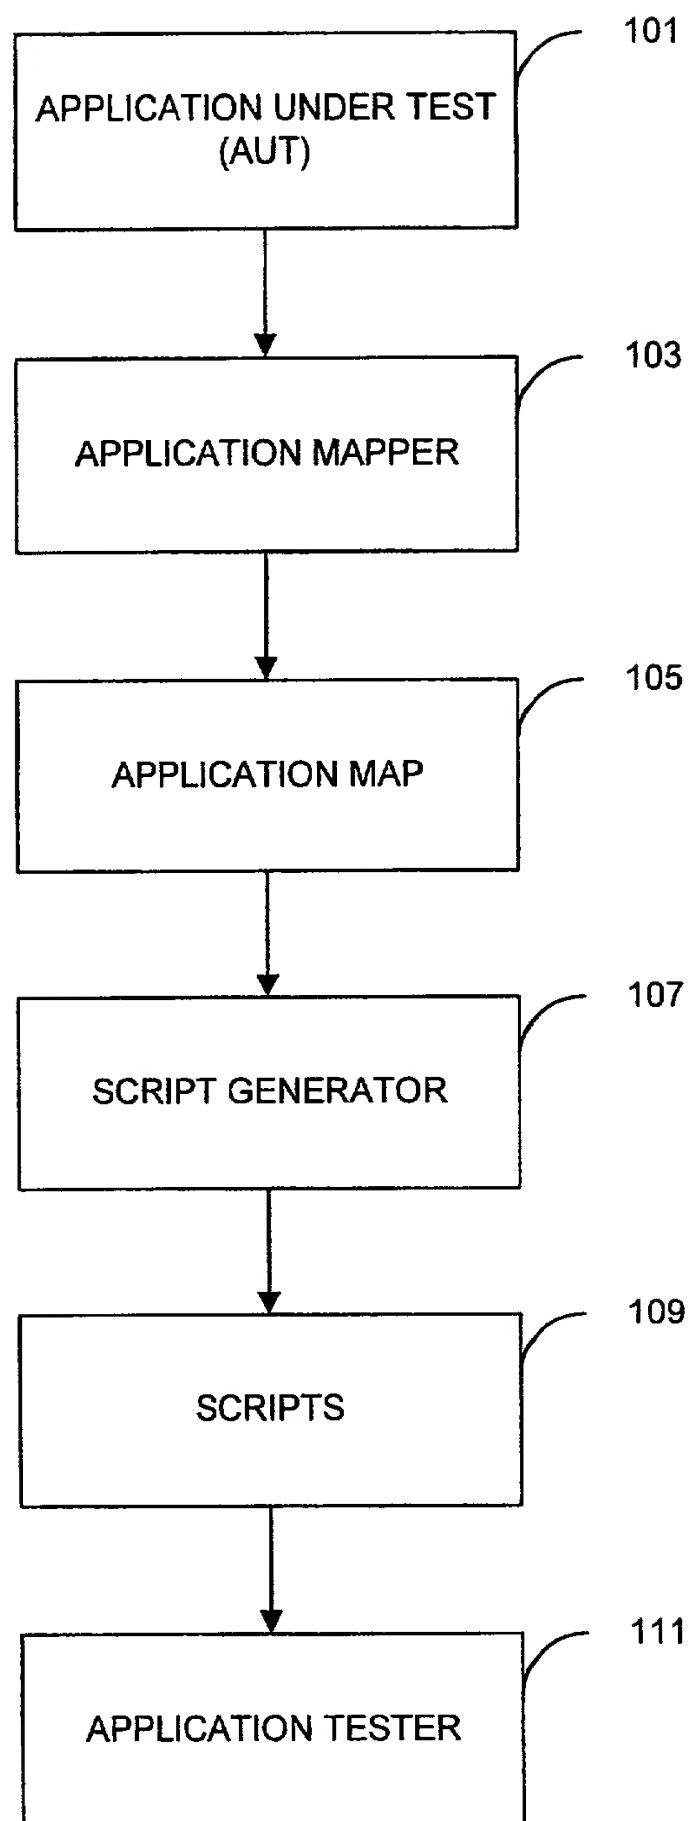 101
APPLICATION UNDER TEST
(AUT)
103
APPLICATION MAPPER
105
APPLICATION MAP
107
SCRIPT GENERATOR
109
SCRIPTS
111
APPLICATION TESTER